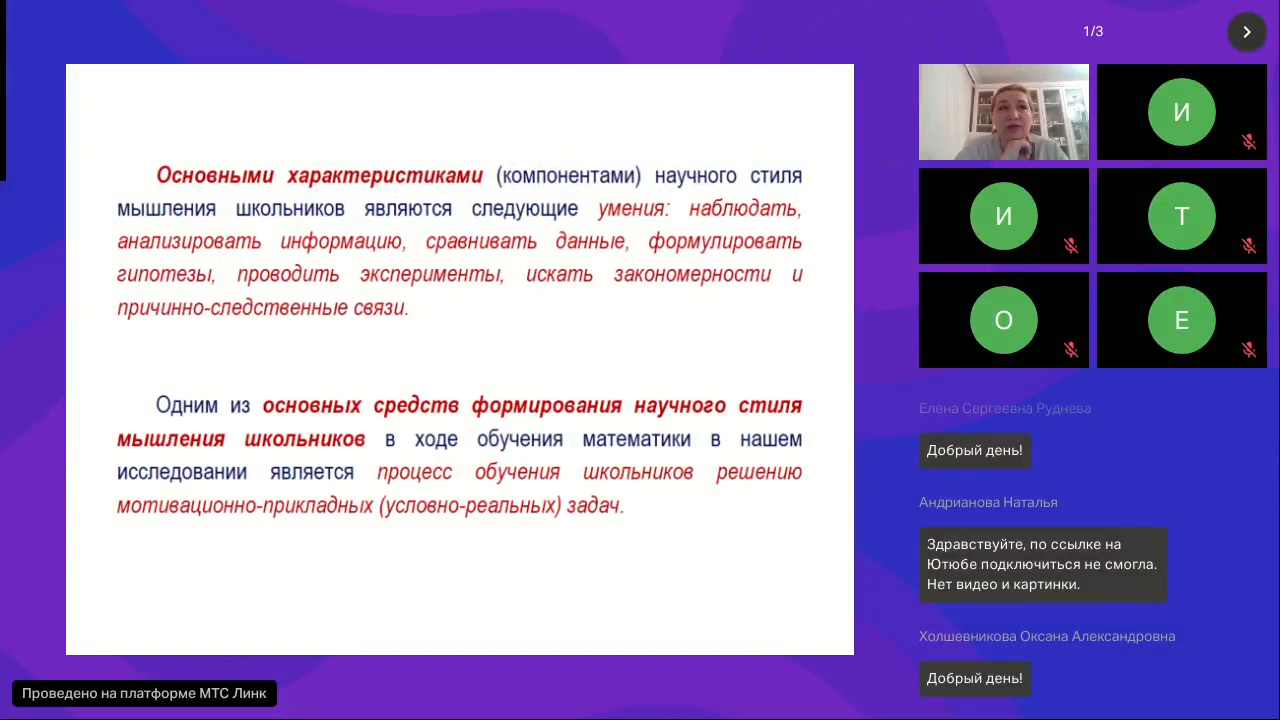 1/3
Основными характеристиками (компонентами) научного стиля
мышления школьников являются следующие умения: наблюдать,
анализировать информацию, сравнивать данные, формулировать
гипотезы, проводить эксперименты, искать закономерности и
причинно-следственные связи.
Одним из основных средств формирования научного стиля
мышления школьников в ходе обучения математики в нашем
исследовании является процесс обучения школьников решению
мотивационно-прикладных (условно-реальных) задач.
И
И
Т
О
Е
Елена Сергеевна Руднева
Добрый день!
Андрианова Наталья
Здравствуйте, по ссылке на
Ютюбе подключиться не смогла.
Нет видео и картинки.
Холшевникова Оксана Александровна
Добрый день!
Проведено на платформе МТС Линк